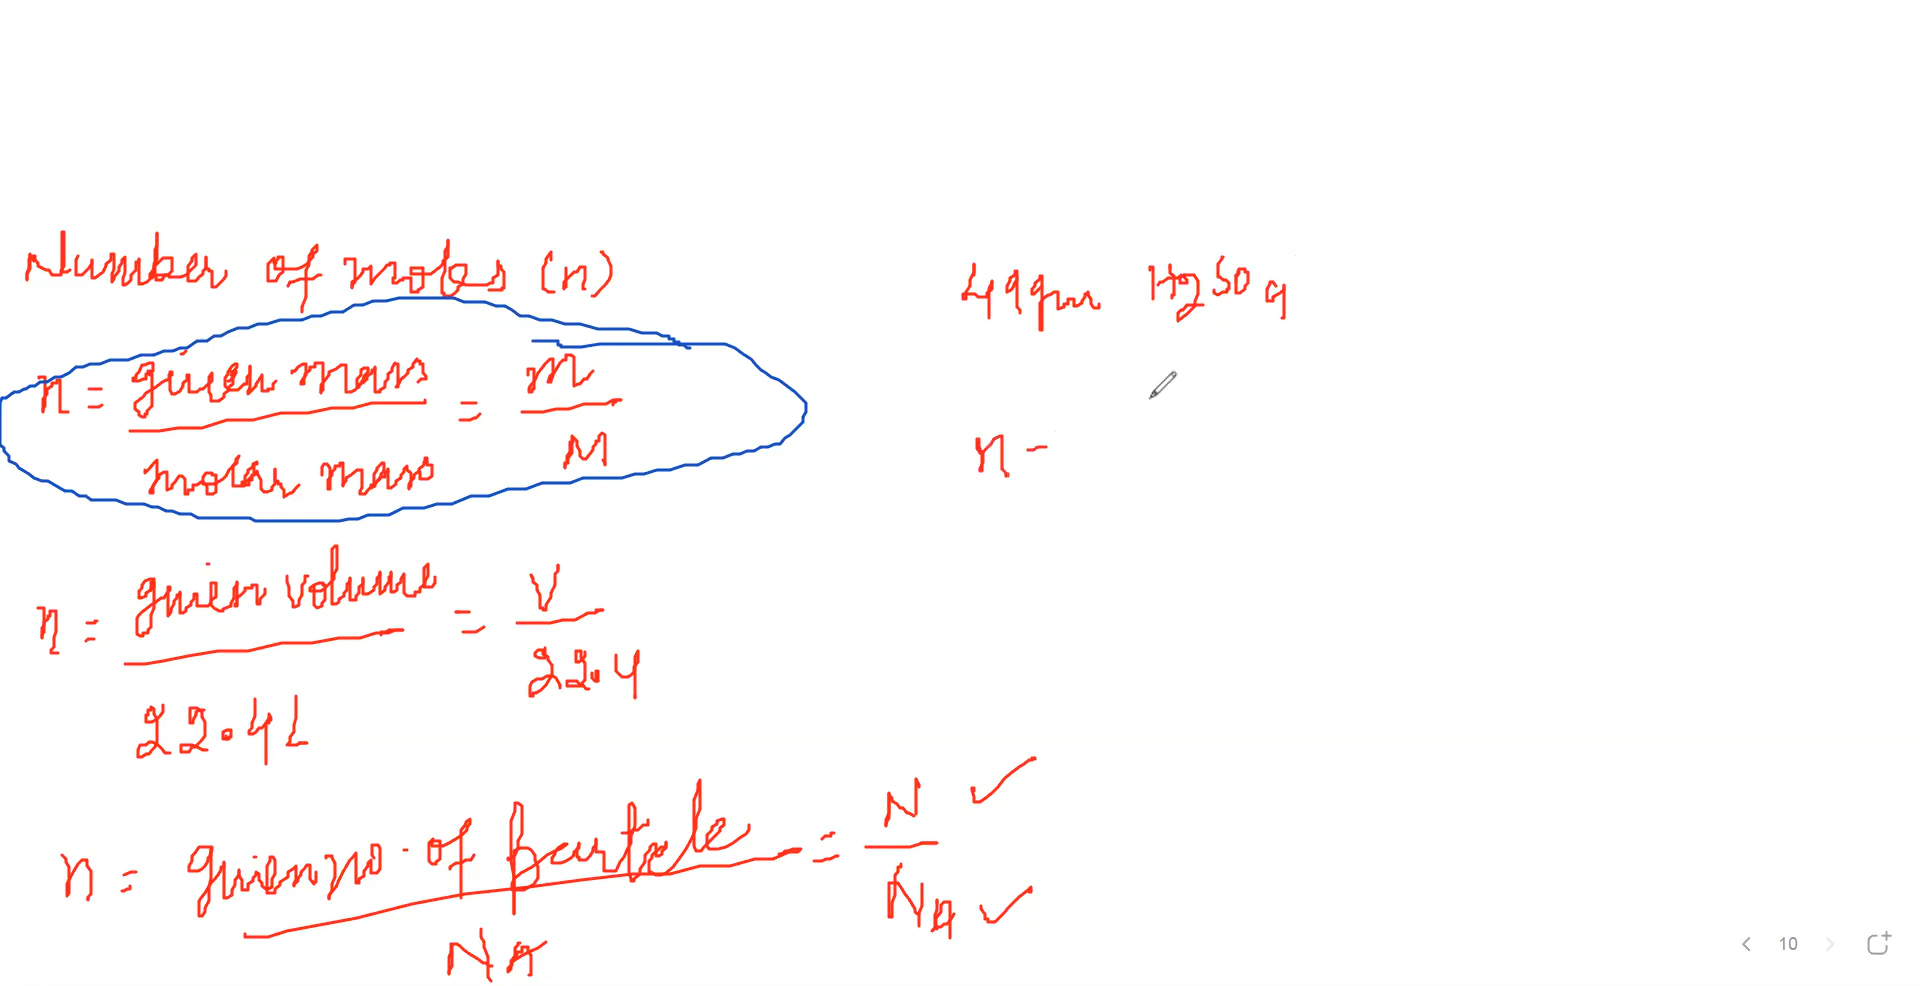 Number of moles (n)
n = given mass / molar mass = m / M
n = given volume / 22.4L = V / 22.4
n = given no. of particle / NA = N / NA
49gm H2SO4
n -
10